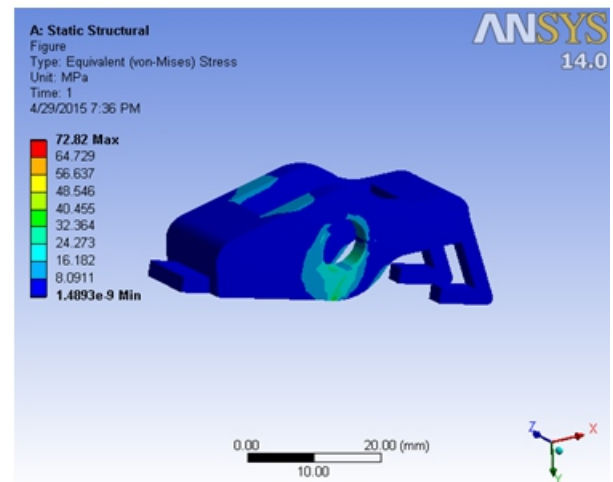 A: Static Structural
Figure
Type: Equivalent (von-Mises) Stress
Unit: MPa
Time: 1
4/29/2015 7:36 PM
ANSYS
14.0
72.82 Max
64.729
56.637
48.546
40.455
32.364
24.273
16.182
8.0911
1.4893e-9 Min
0.00 20.00 (mm)
10.00
Z X
Y